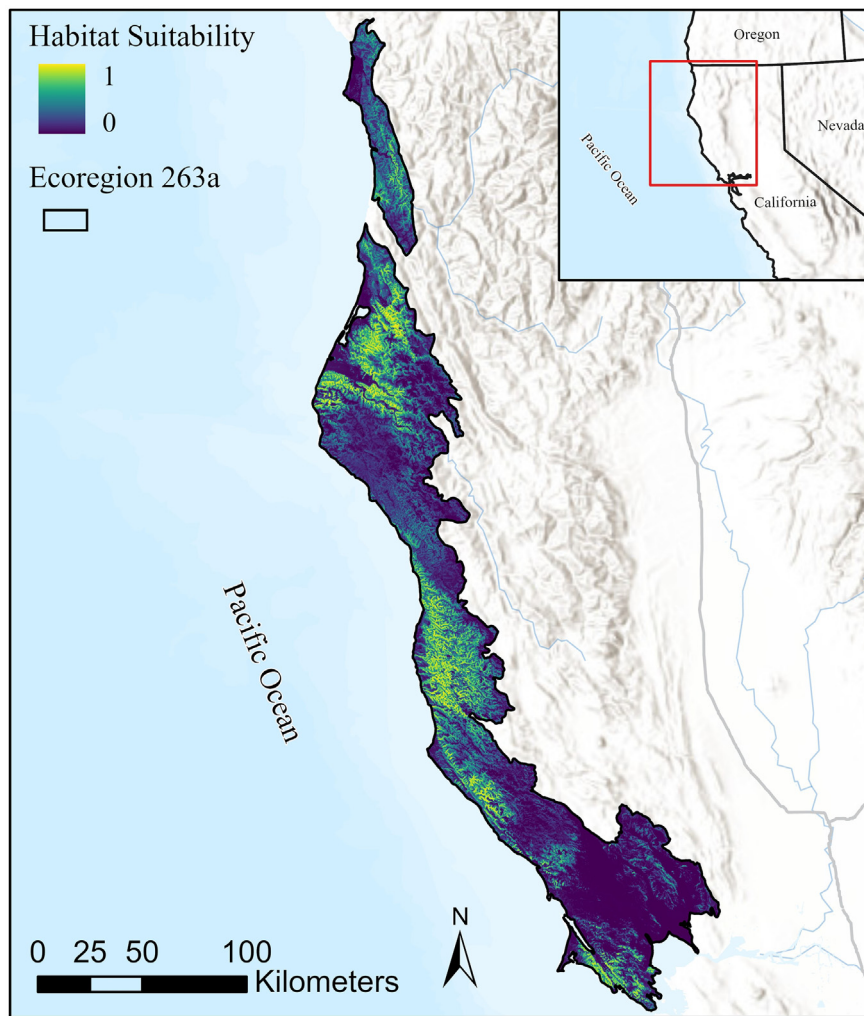 Habitat Suitability
1
0
Ecoregion 263a
Oregon
Nevada
Pacific Ocean
California
Pacific Ocean
N
0 25 50 100
Kilometers